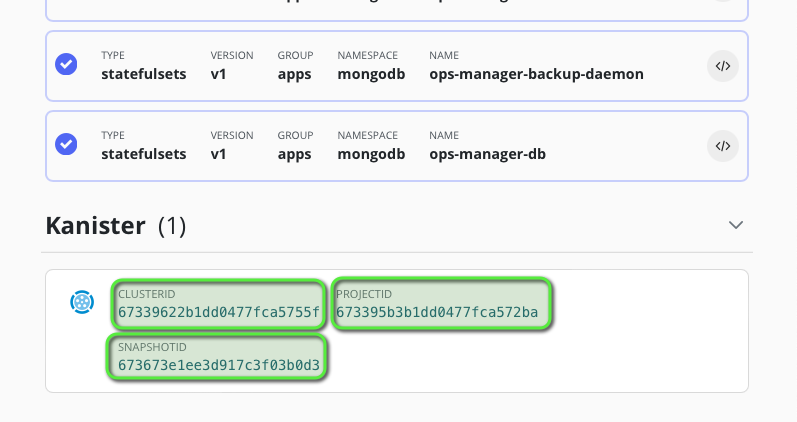 TYPE VERSION GROUP NAMESPACE NAME
statefulsets v1 apps mongodb ops-manager-backup-daemon
</>
TYPE VERSION GROUP NAMESPACE NAME
statefulsets v1 apps mongodb ops-manager-db
</>
Kanister (1)
CLUSTERID PROJECTID
67339622b1dd0477fca5755f 673395b3b1dd0477fca572ba
SNAPSHOTID
673673e1ee3d917c3f03b0d3